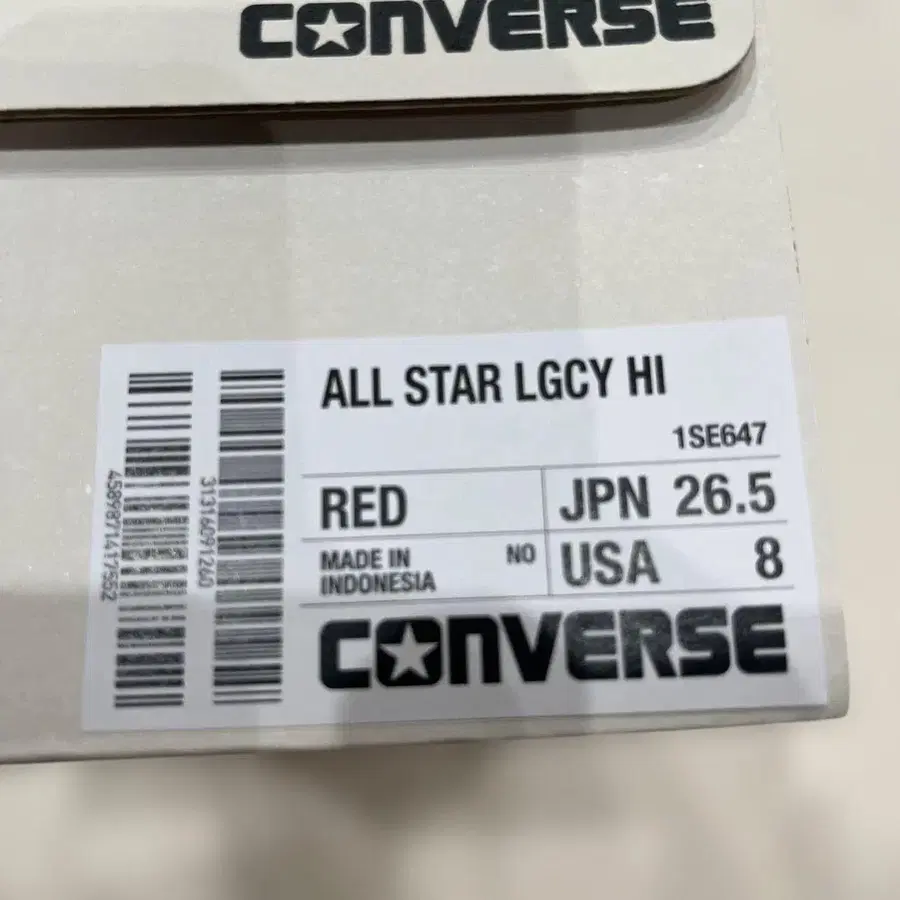 CONVERSE
ALL STAR LGCY HI
1SE647
RED
JPN 26.5
MADE IN
INDONESIA
NO
USA 8
CONVERSE
4589871417552
31316091260